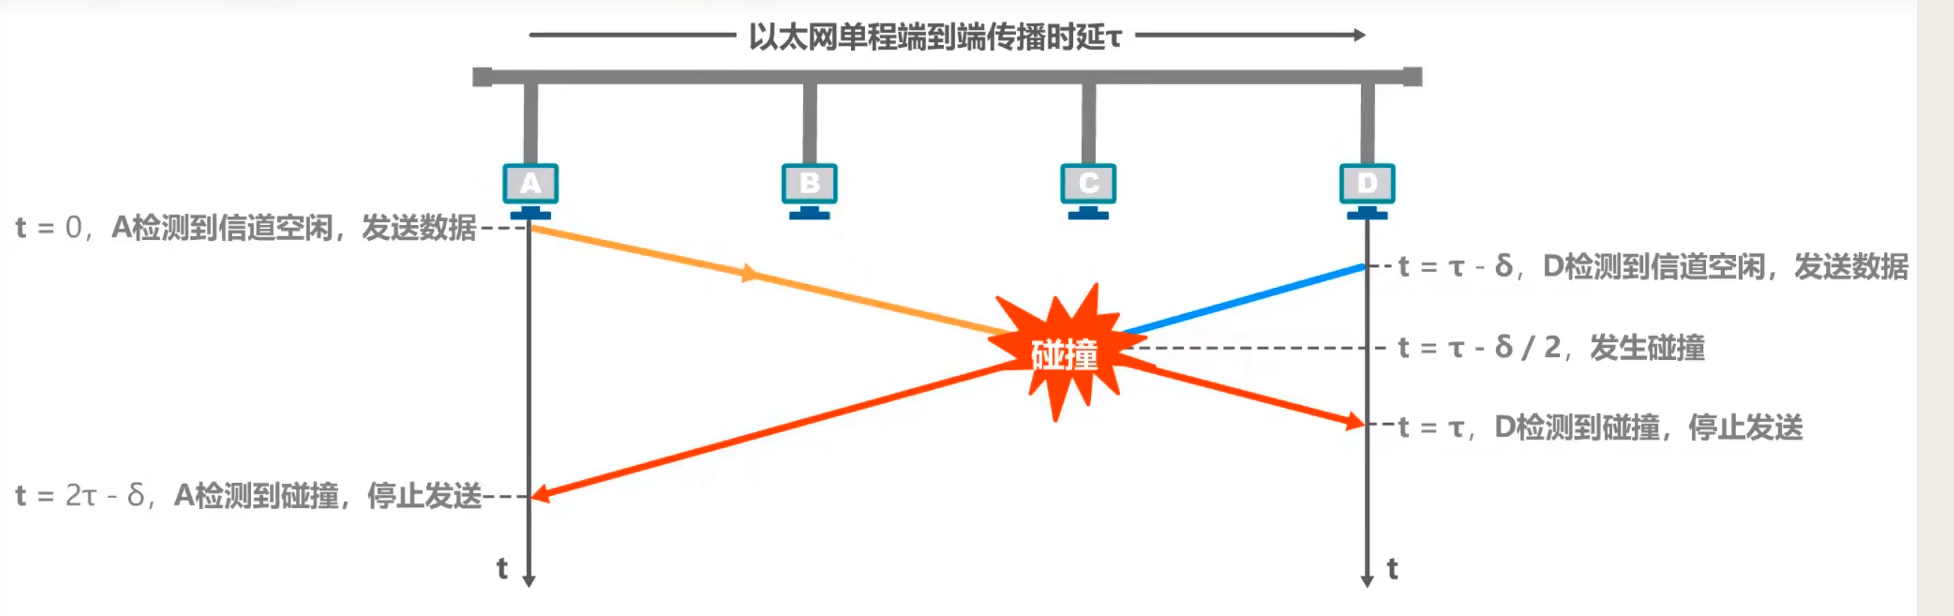 以太网单程端到端传播时延τ
A
B
C
D
t = 0，A检测到信道空闲，发送数据
t = τ - δ，D检测到信道空闲，发送数据
碰撞
t = τ - δ / 2，发生碰撞
t = τ，D检测到碰撞，停止发送
t = 2τ - δ，A检测到碰撞，停止发送
t
t